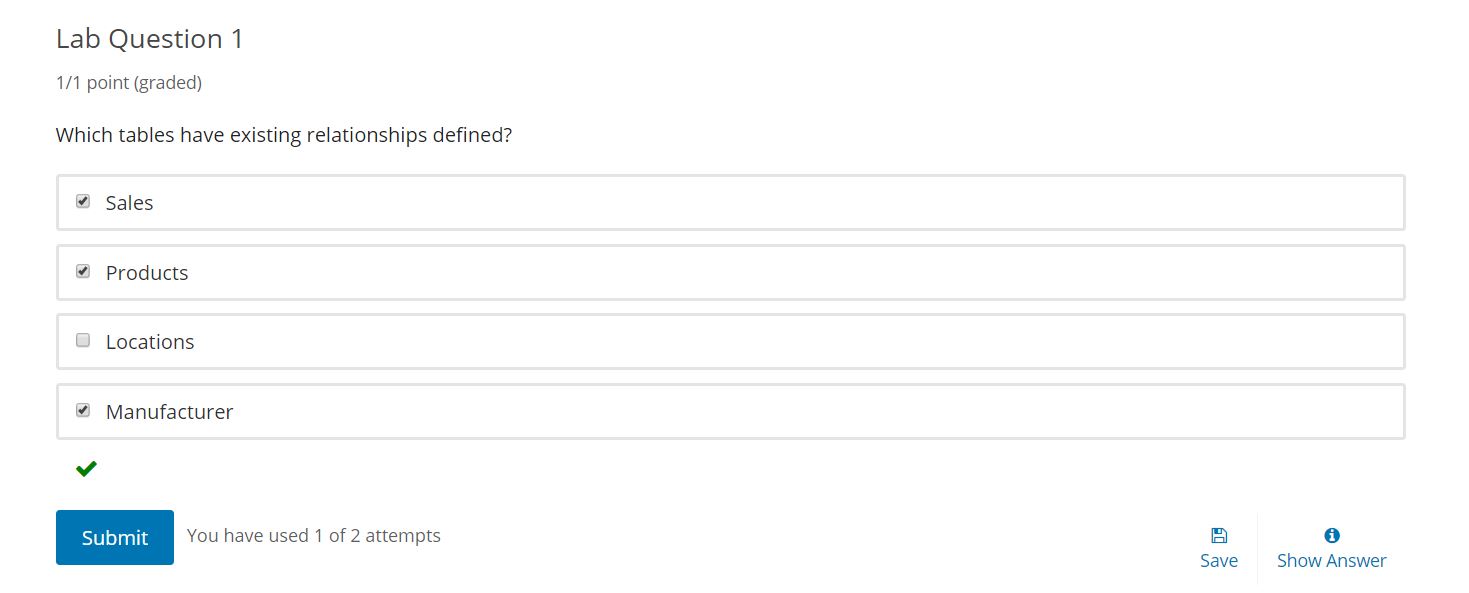 Lab Question 1
1/1 point (graded)
Which tables have existing relationships defined?
Sales
Products
Locations
Manufacturer
Submit
You have used 1 of 2 attempts
Save
Show Answer